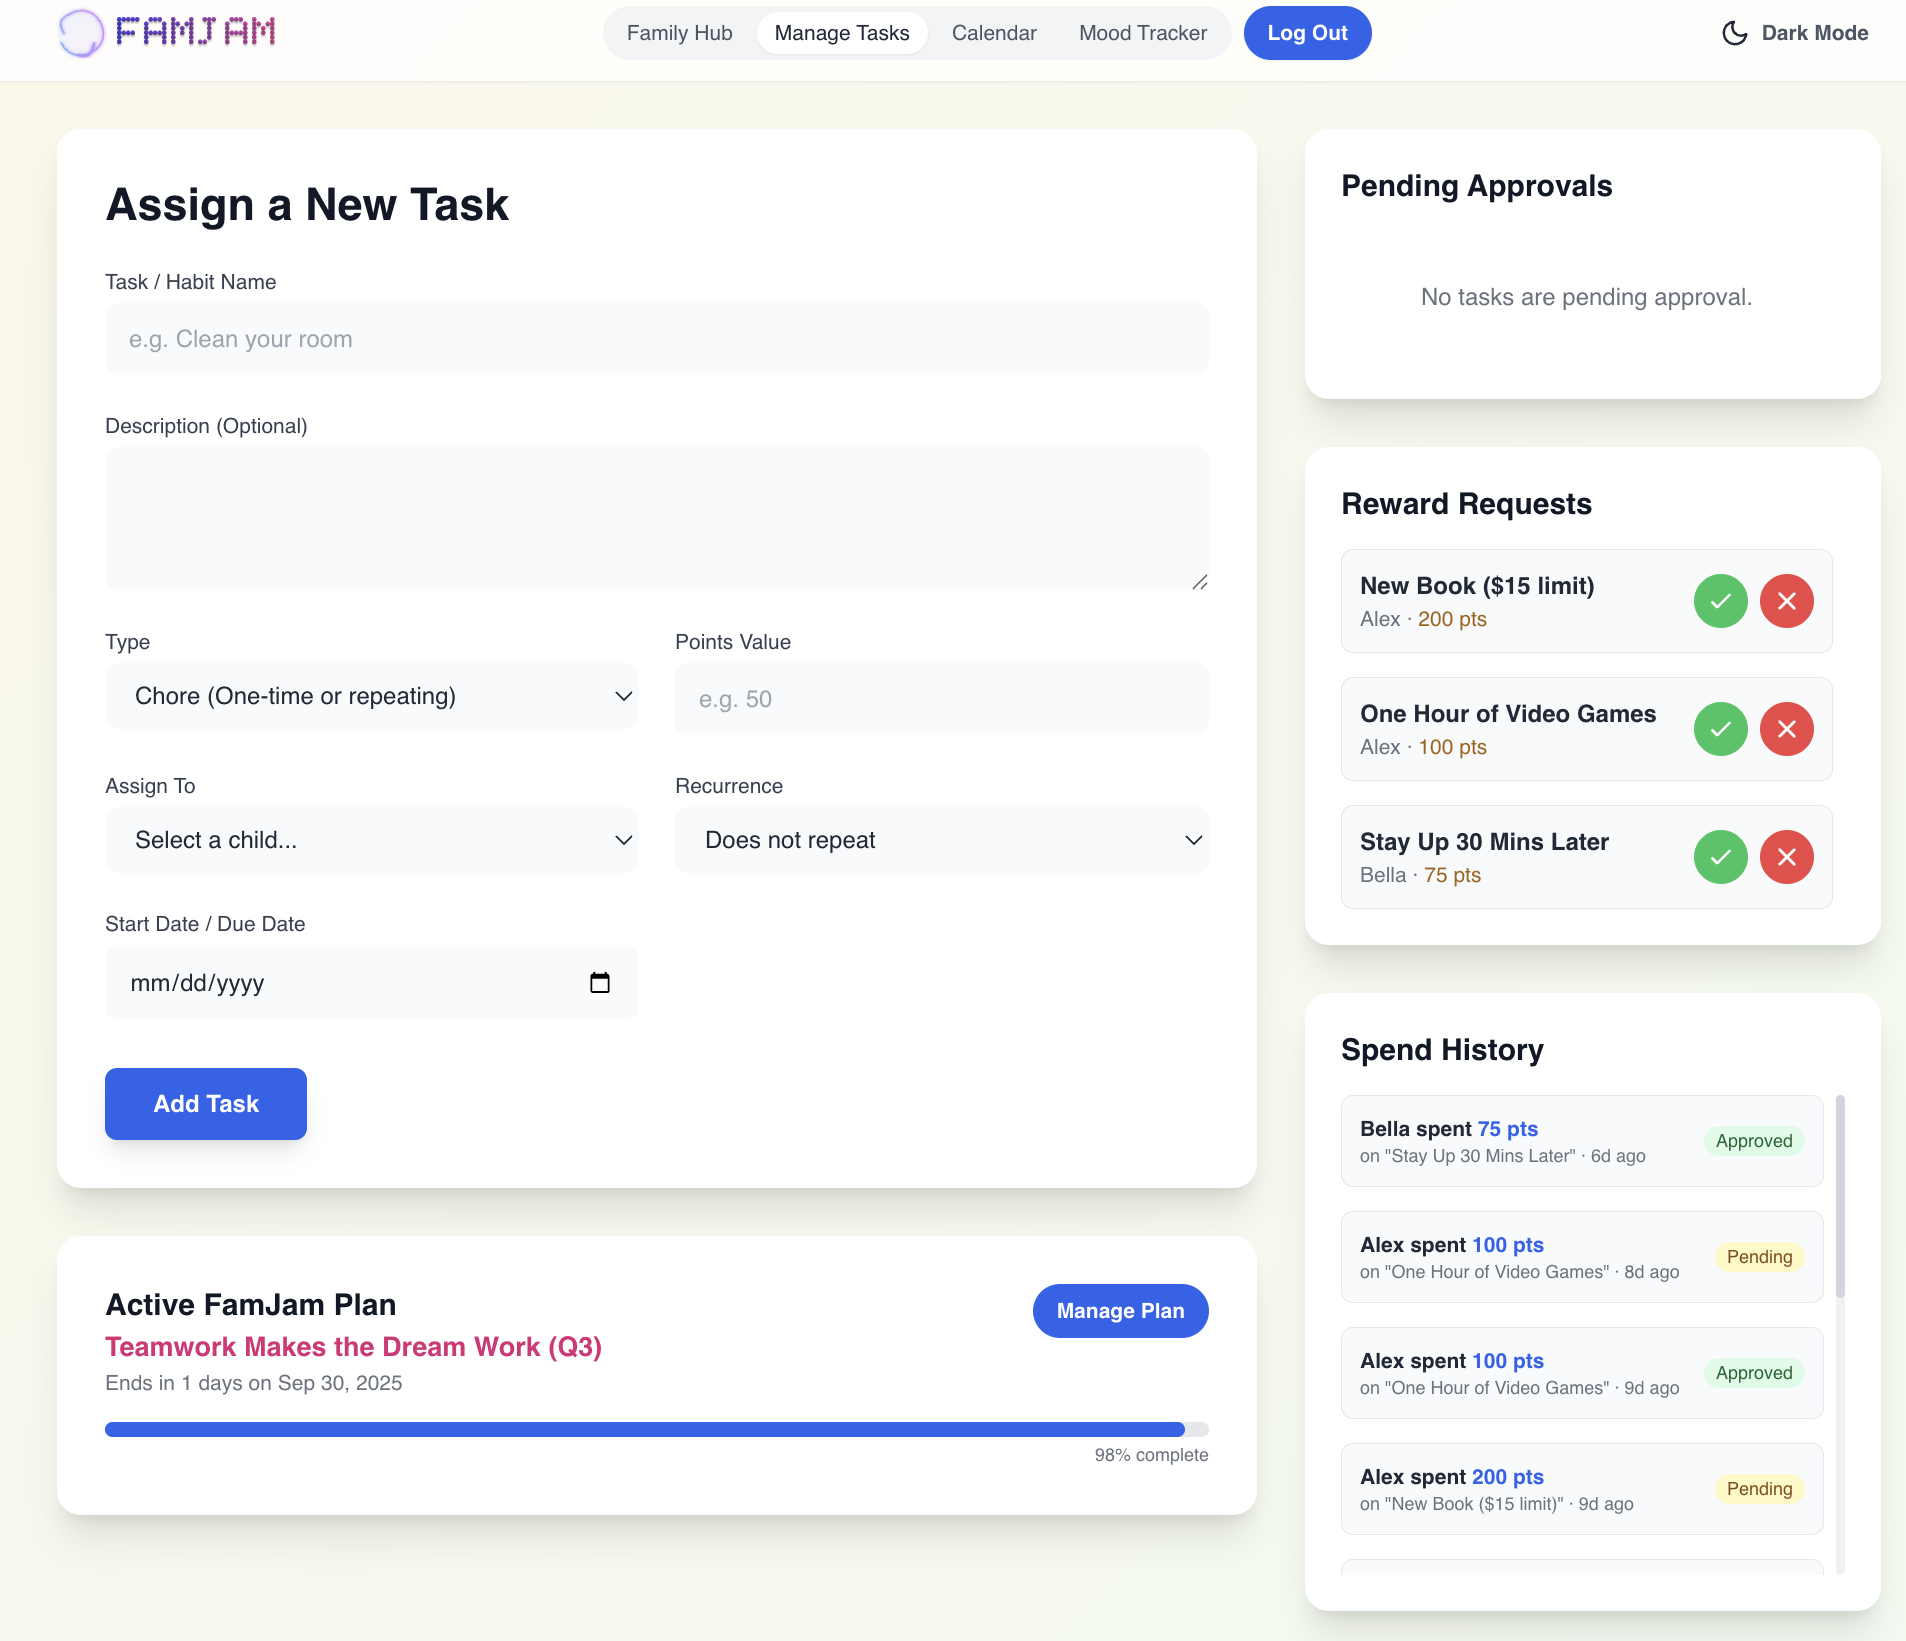 FAMJAM
Family Hub
Manage Tasks
Calendar
Mood Tracker
Log Out
Dark Mode
Assign a New Task
Task / Habit Name
e.g. Clean your room
Description (Optional)
Type
Points Value
Chore (One-time or repeating)
e.g. 50
Assign To
Recurrence
Select a child...
Does not repeat
Start Date / Due Date
mm/dd/yyyy
Add Task
Active FamJam Plan
Manage Plan
Teamwork Makes the Dream Work (Q3)
Ends in 1 days on Sep 30, 2025
98% complete
Pending Approvals
No tasks are pending approval.
Reward Requests
New Book ($15 limit)
Alex · 200 pts
One Hour of Video Games
Alex · 100 pts
Stay Up 30 Mins Later
Bella · 75 pts
Spend History
Bella spent 75 pts
on "Stay Up 30 Mins Later" · 6d ago
Approved
Alex spent 100 pts
on "One Hour of Video Games" · 8d ago
Pending
Alex spent 100 pts
on "One Hour of Video Games" · 9d ago
Approved
Alex spent 200 pts
on "New Book ($15 limit)" · 9d ago
Pending